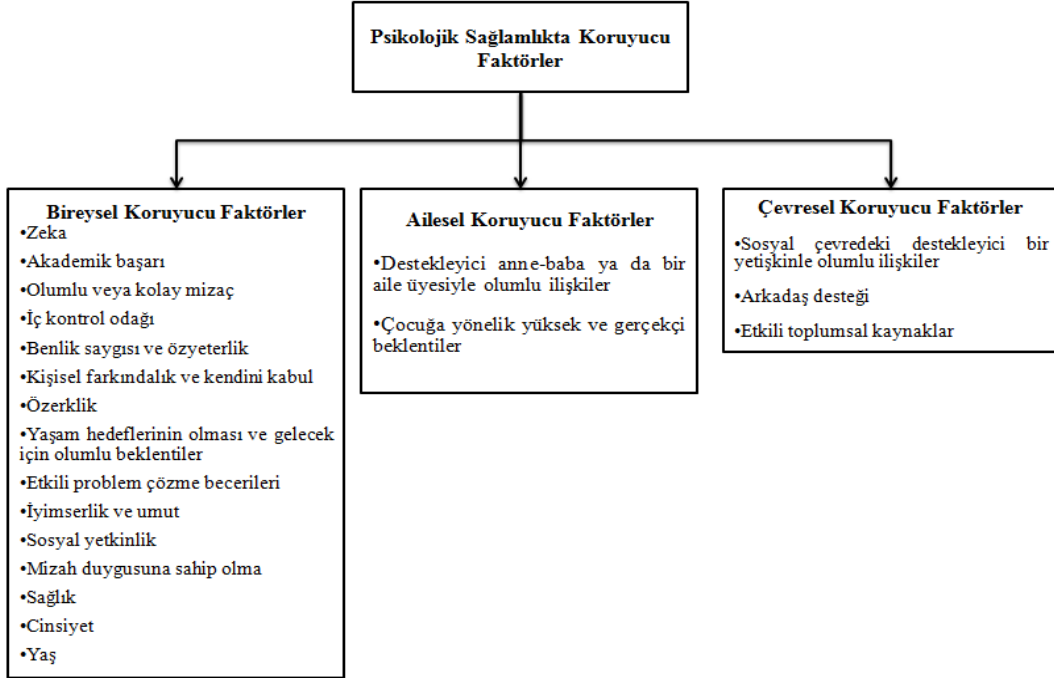 Psikolojik Sağlamlıkta Koruyucu
Faktörler
Bireysel Koruyucu Faktörler
•Zeka
•Akademik başarı
•Olumlu veya kolay mizaç
•İç kontrol odağı
•Benlik saygısı ve özyeterlik
•Kişisel farkındalık ve kendini kabul
•Özerklik
•Yaşam hedeflerinin olması ve gelecek
için olumlu beklentiler
•Etkili problem çözme becerileri
•İyimserlik ve umut
•Sosyal yetkinlik
•Mizah duygusuna sahip olma
•Sağlık
•Cinsiyet
•Yaş
Ailesel Koruyucu Faktörler
•Destekleyici anne-baba ya da bir
aile üyesiyle olumlu ilişkiler
•Çocuğa yönelik yüksek ve gerçekçi
beklentiler
Çevresel Koruyucu Faktörler
•Sosyal çevredeki destekleyici bir
yetişkinle olumlu ilişkiler
•Arkadaş desteği
•Etkili toplumsal kaynaklar